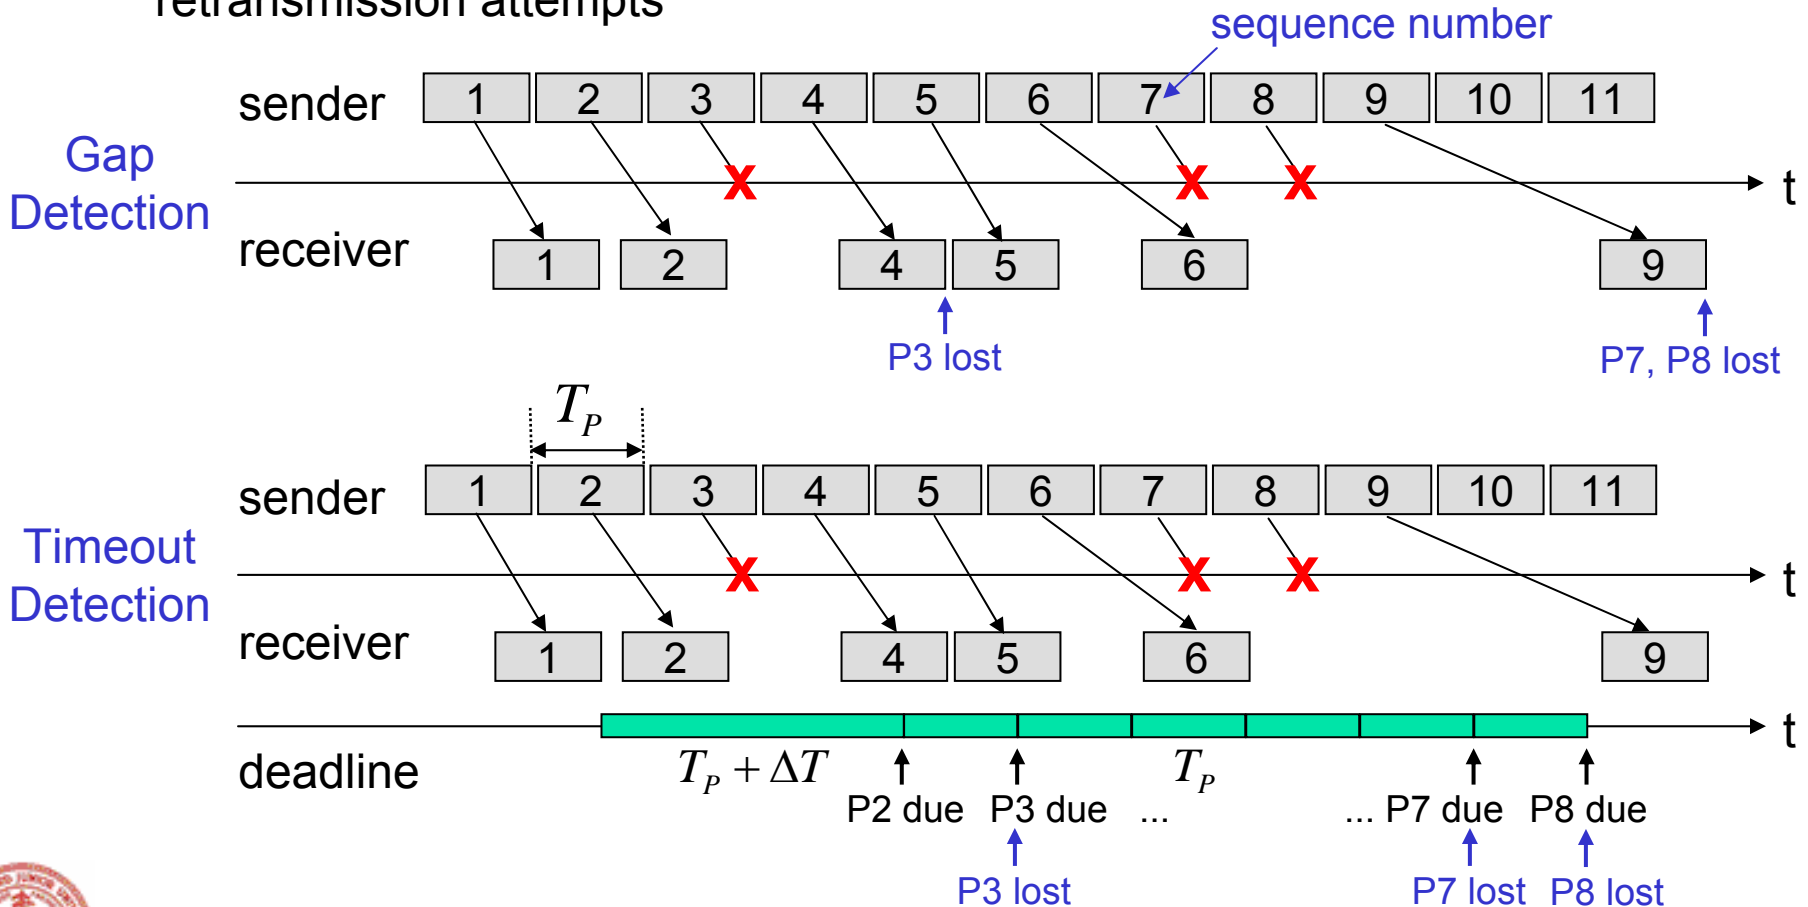 retransmission attempts
sequence number
sender 1 2 3 4 5 6 7 8 9 10 11
Gap
Detection
X X X t
receiver 1 2 4 5 6 9
P3 lost P7, P8 lost
T_P
sender 1 2 3 4 5 6 7 8 9 10 11
Timeout
Detection
X X X t
receiver 1 2 4 5 6 9
t
deadline T_P + ΔT T_P
P2 due P3 due ... ... P7 due P8 due
P3 lost P7 lost P8 lost